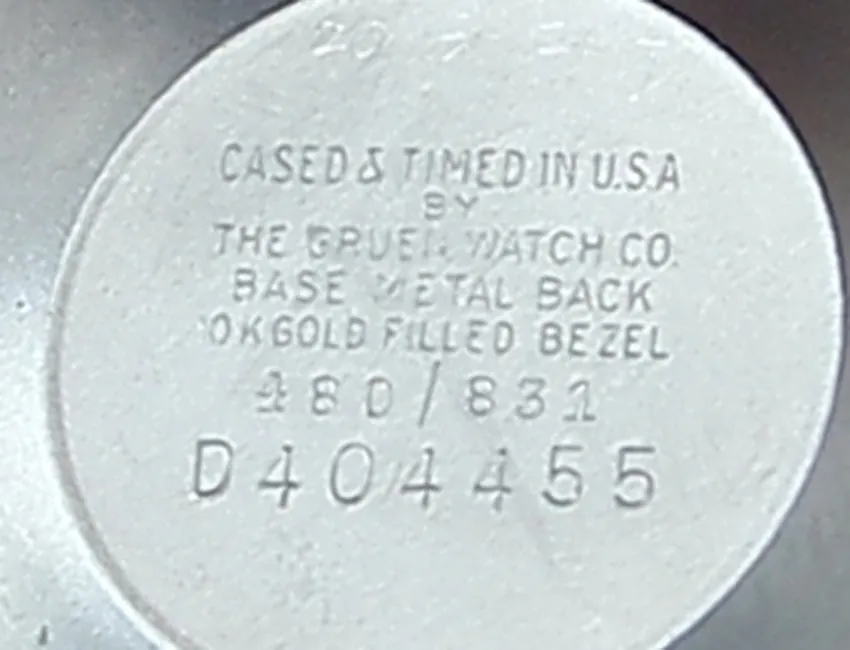 CASED & TIMED IN U.S.A
BY
THE GRUEN WATCH CO.
BASE METAL BACK
10K GOLD FILLED BEZEL
480/831
D404455